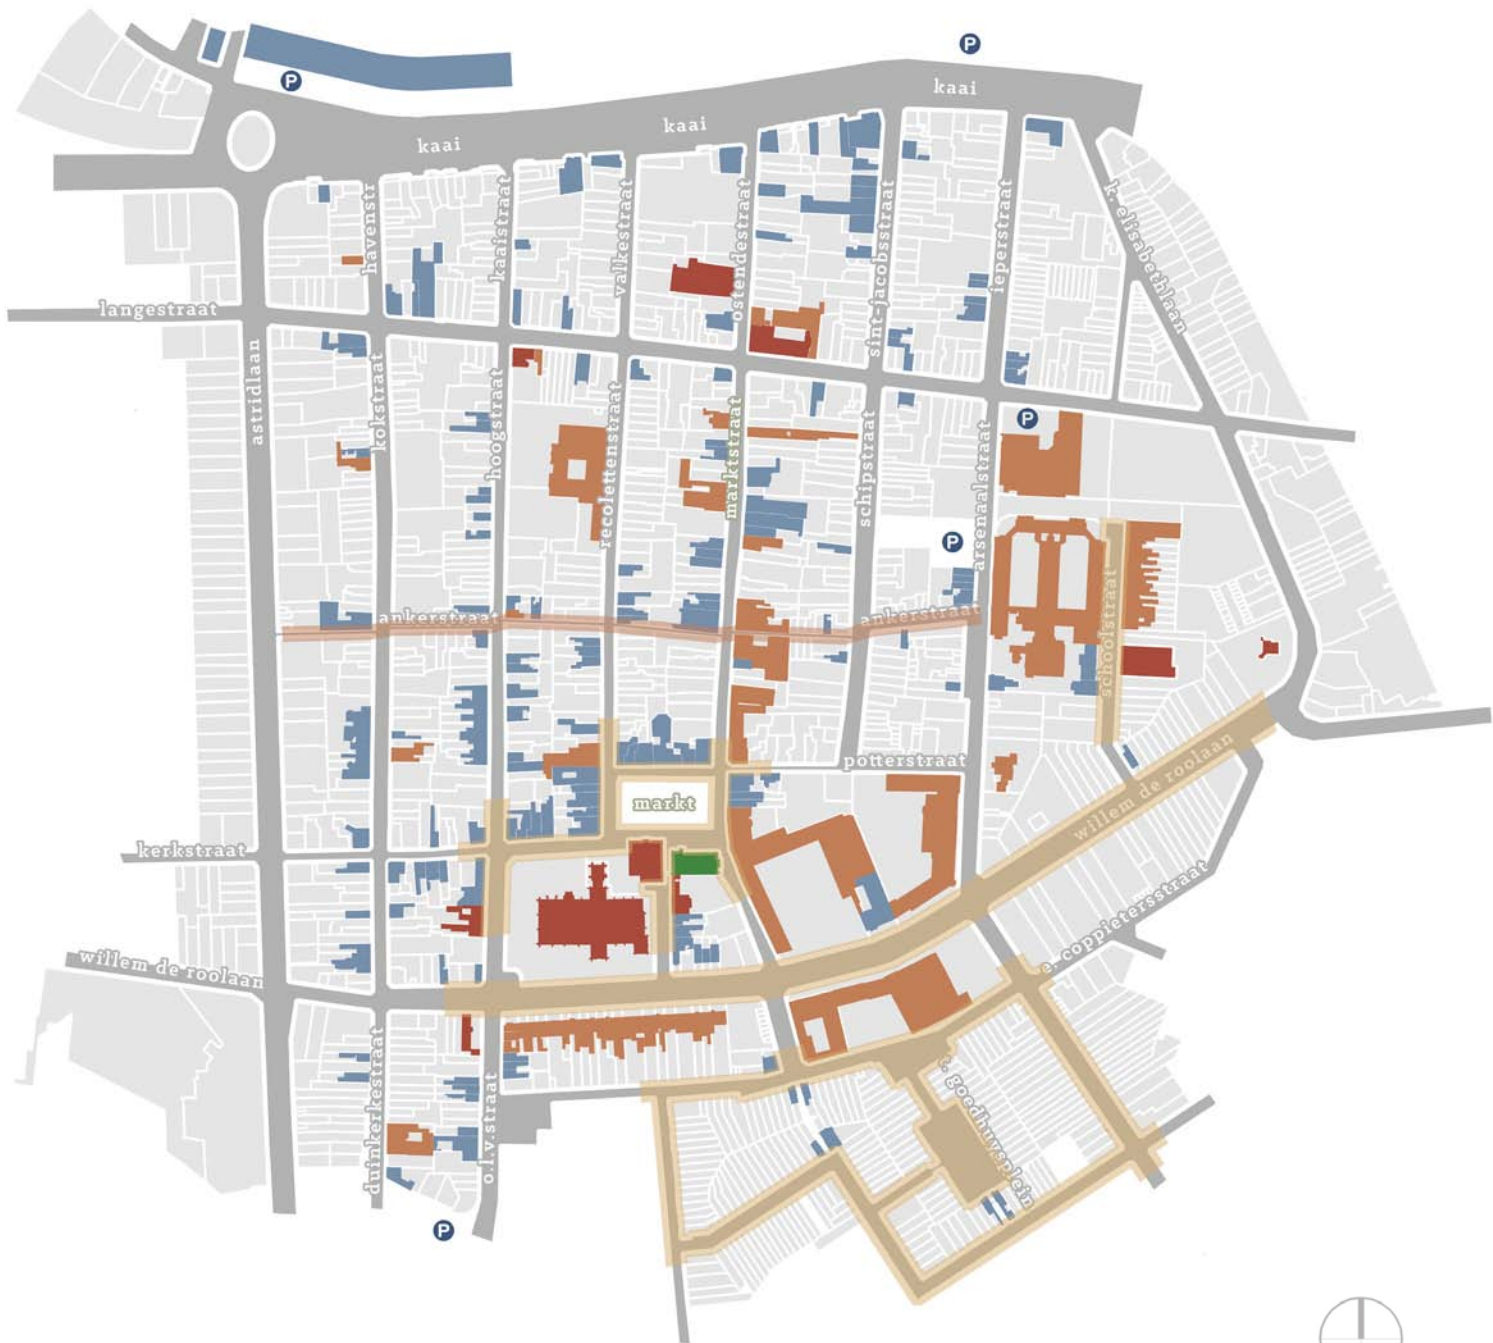 P
P
kaai
kaai
kaai
havenstr
kaaistraat
valkestraat
oostendestraat
sint-jacobsstraat
ieperstraat
k. elisabethlaan
langestraat
astridlaan
kokstraat
hoogstraat
recolettenstraat
marktstraat
schipstraat
arsenaalstraat
P
P
ankerstraat
ankerstraat
schoolstraat
potterstraat
markt
willem de roolaan
kerkstraat
e. coppietersstraat
willem de roolaan
goedhuysplein
duinkerkestraat
o.l.v.straat
P